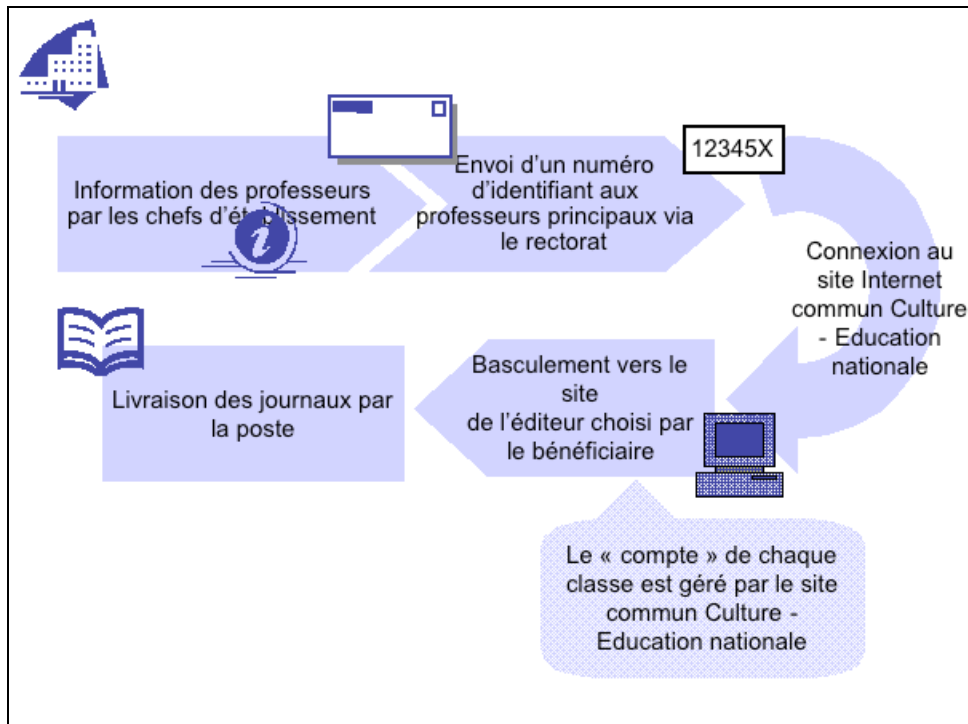 Information des professeurs
par les chefs d'établissement
Envoi d'un numéro
d'identifiant aux
professeurs principaux via
le rectorat
12345X
Connexion au
site Internet
commun Culture
- Education
nationale
Basculement vers le
site
de l'éditeur choisi par
le bénéficiaire
Livraison des journaux par
la poste
Le « compte » de chaque
classe est géré par le site
commun Culture -
Education nationale